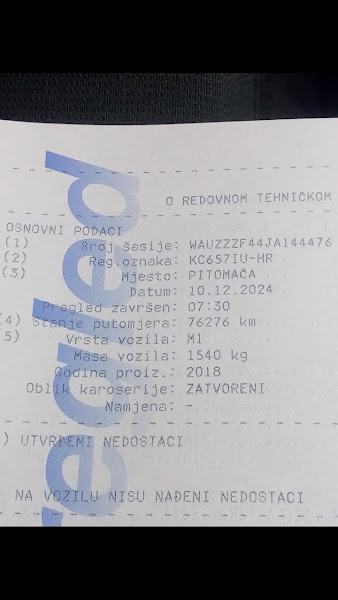 O REDOVNOM TEHNIČKOM
OSNOVNI PODACI
(1) Broj šasije: WAUZZZF44JA144476
(2) Reg.oznaka: KC657IU-HR
(3) Mjesto: PITOMAČA
Datum: 10.12.2024
Pregled završen: 07:30
(4) Stanje putomjera: 76276 km
5) Vrsta vozila: M1
Masa vozila: 1540 kg
Godina proiz.: 2018
Oblik karoserije: ZATVORENI
Namjena: -
) UTVRĐENI NEDOSTACI
NA VOZILU NISU NAĐENI NEDOSTACI
regled